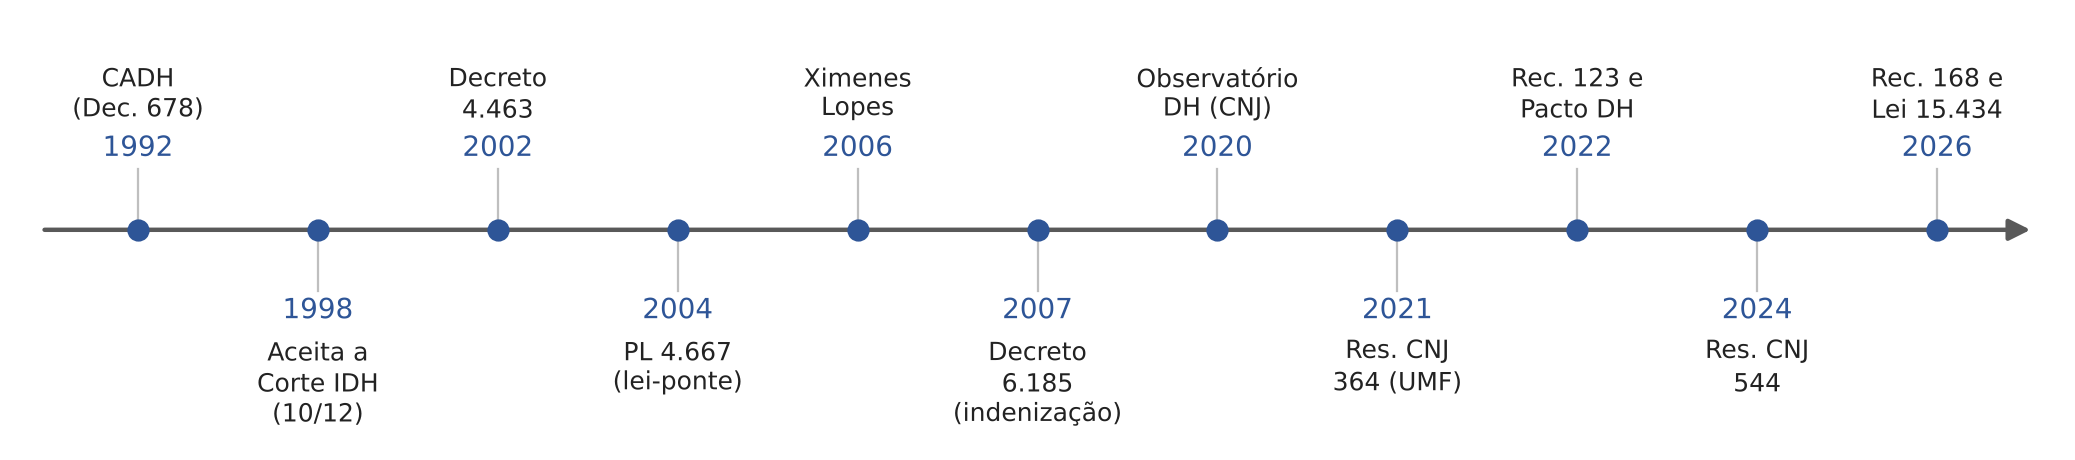 CADH
(Dec. 678)
1992
1998
Aceita a
Corte IDH
(10/12)
Decreto
4.463
2002
2004
PL 4.667
(lei-ponte)
Ximenes
Lopes
2006
2007
Decreto
6.185
(indenização)
Observatório
DH (CNJ)
2020
2021
Res. CNJ
364 (UMF)
Rec. 123 e
Pacto DH
2022
2024
Res. CNJ
544
Rec. 168 e
Lei 15.434
2026